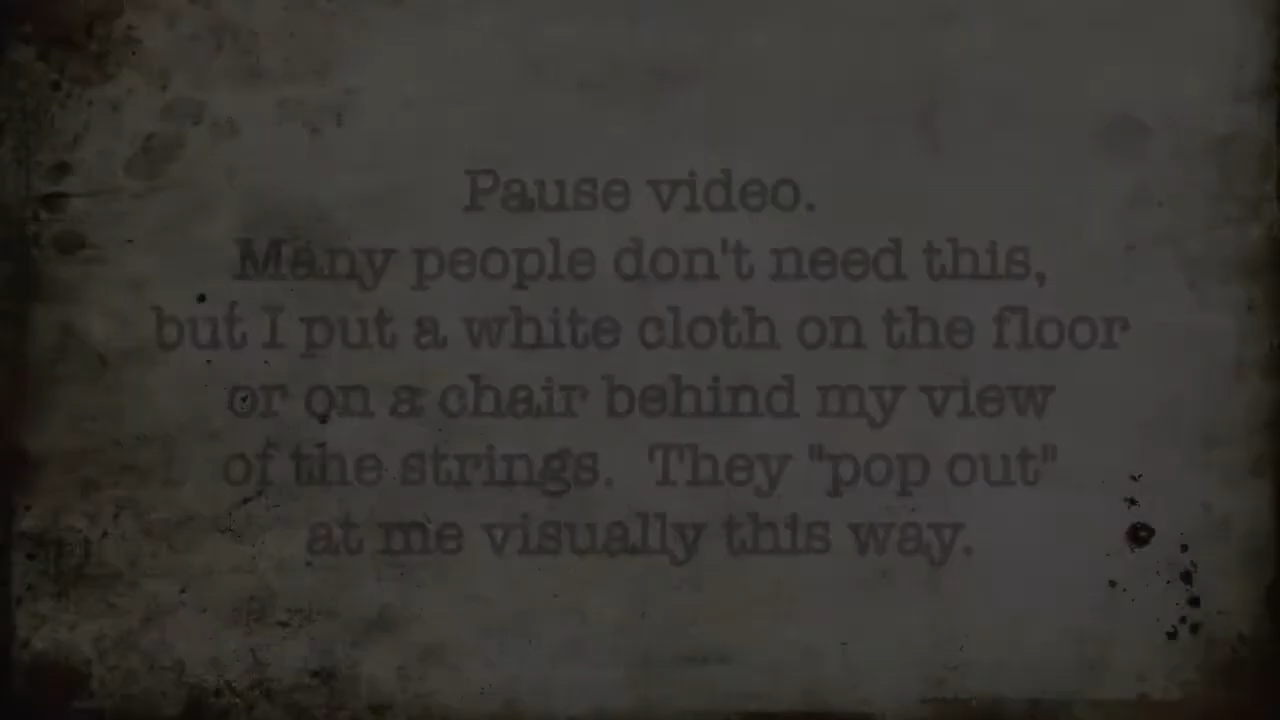 Pause video.
Many people don't need this,
but I put a white cloth on the floor
or on a chair behind my view
of the strings.  They "pop out"
at me visually this way.